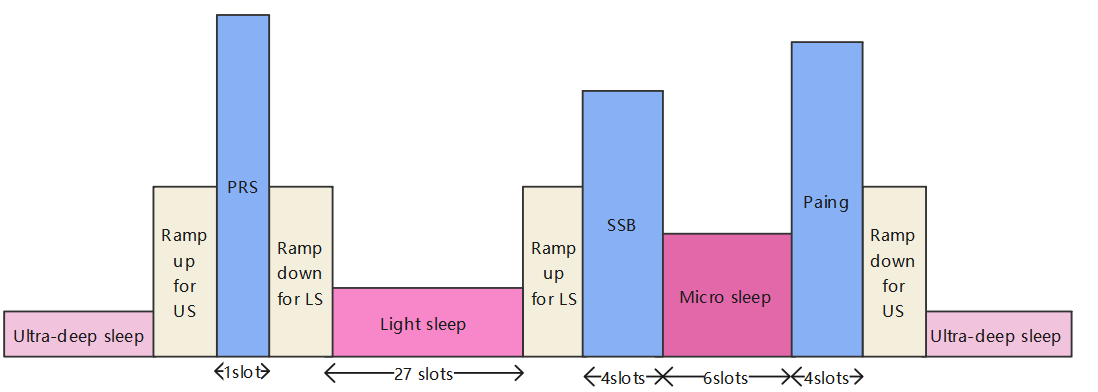 PRS
Ramp
up
for
US
Ramp
down
for LS
Ramp
up
for LS
SSB
Paing
Ramp
down
for
US
Ultra-deep sleep
Light sleep
Micro sleep
Ultra-deep sleep
1slot
27 slots
4slots
6slots
4slots